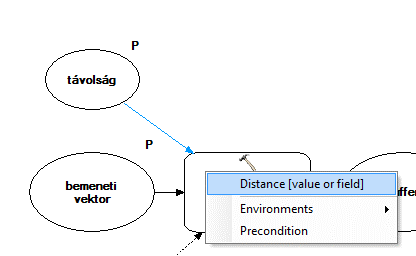 P
távolság
P
bemeneti
vektor
Distance [value or field]
Environments
Precondition